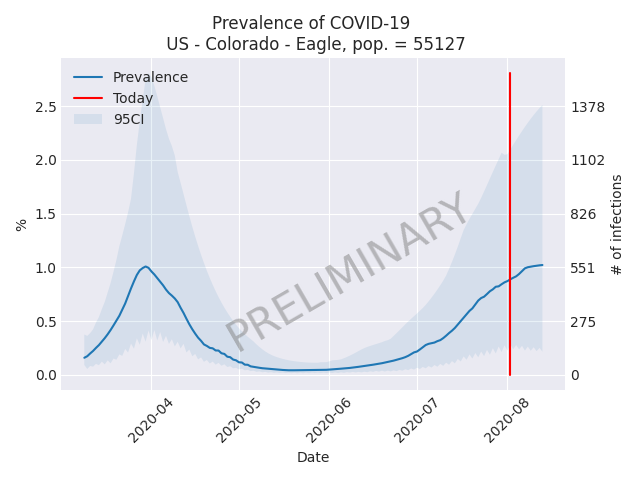 Prevalence of COVID-19
US - Colorado - Eagle, pop. = 55127
Prevalence
Today
95CI
2.5
2.0
1.5
1.0
0.5
0.0
%
1378
1102
826
551
275
0
# of infections
PRELIMINARY
2020-04
2020-05
2020-06
2020-07
2020-08
Date